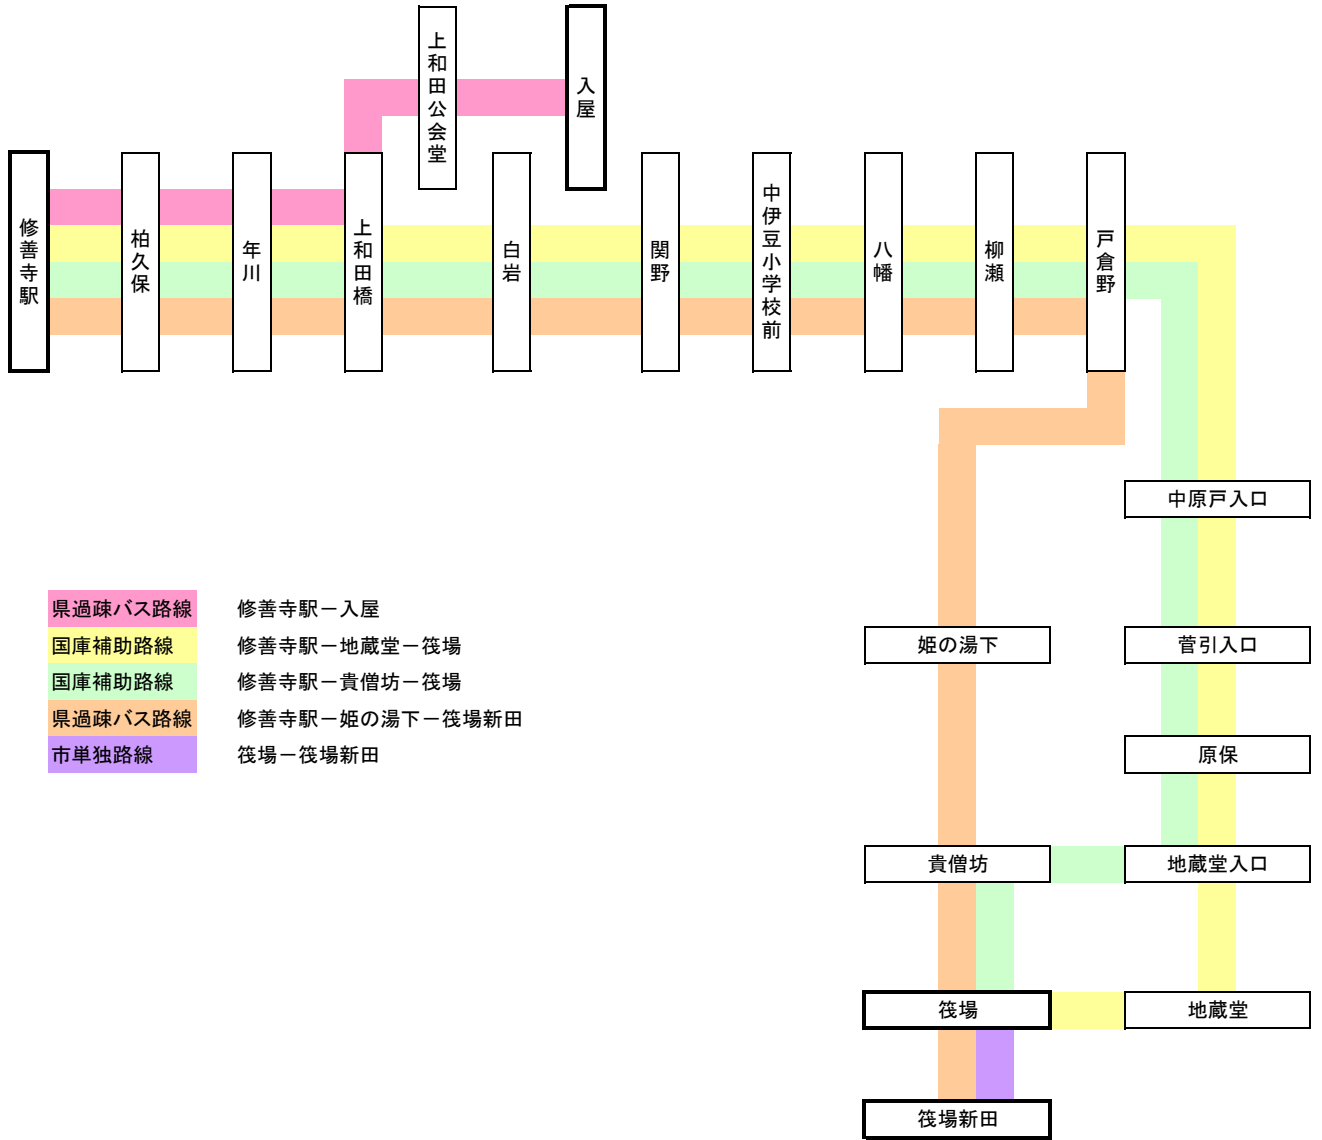 上和田公会堂
入屋
修善寺駅
柏久保
年川
上和田橋
白岩
関野
中伊豆小学校前
八幡
柳瀬
戸倉野
中原戸入口
姫の湯下
菅引入口
原保
貴僧坊
地蔵堂入口
筏場
地蔵堂
筏場新田
県過疎バス路線 修善寺駅－入屋
国庫補助路線 修善寺駅－地蔵堂－筏場
国庫補助路線 修善寺駅－貴僧坊－筏場
県過疎バス路線 修善寺駅－姫の湯下－筏場新田
市単独路線 筏場－筏場新田